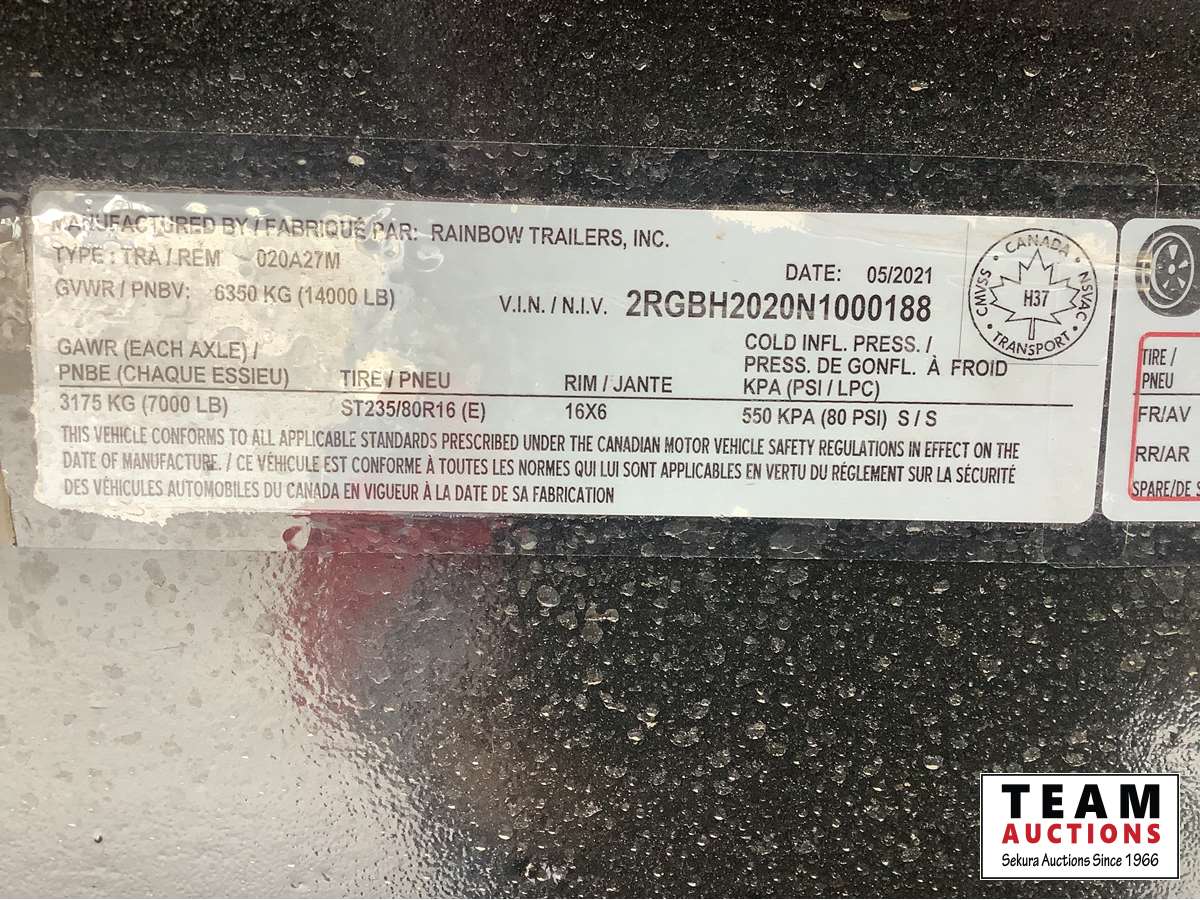 MANUFACTURED BY / FABRIQUÉ PAR: RAINBOW TRAILERS, INC.
TYPE : TRA / REM 020A27M
DATE: 05/2021
GVWR / PNBV: 6350 KG (14000 LB)
V.I.N. / N.I.V. 2RGBH2020N1000188
GAWR (EACH AXLE) /
PNBE (CHAQUE ESSIEU)
TIRE / PNEU
RIM / JANTE
COLD INFL. PRESS. /
PRESS. DE GONFL. À FROID
KPA (PSI / LPC)
3175 KG (7000 LB) ST235/80R16 (E) 16X6 550 KPA (80 PSI) S / S
THIS VEHICLE CONFORMS TO ALL APPLICABLE STANDARDS PRESCRIBED UNDER THE CANADIAN MOTOR VEHICLE SAFETY REGULATIONS IN EFFECT ON THE
DATE OF MANUFACTURE. / CE VÉHICULE EST CONFORME À TOUTES LES NORMES QUI LUI SONT APPLICABLES EN VERTU DU RÉGLEMENT SUR LA SÉCURITÉ
DES VÉHICULES AUTOMOBILES DU CANADA EN VIGUEUR À LA DATE DE SA FABRICATION
CANADA
CMVSS
NSVAC
H37
TRANSPORT
TIRE /
PNEU
FR/AV
RR/AR
SPARE/DE S
TEAM
AUCTIONS
Sekura Auctions Since 1966